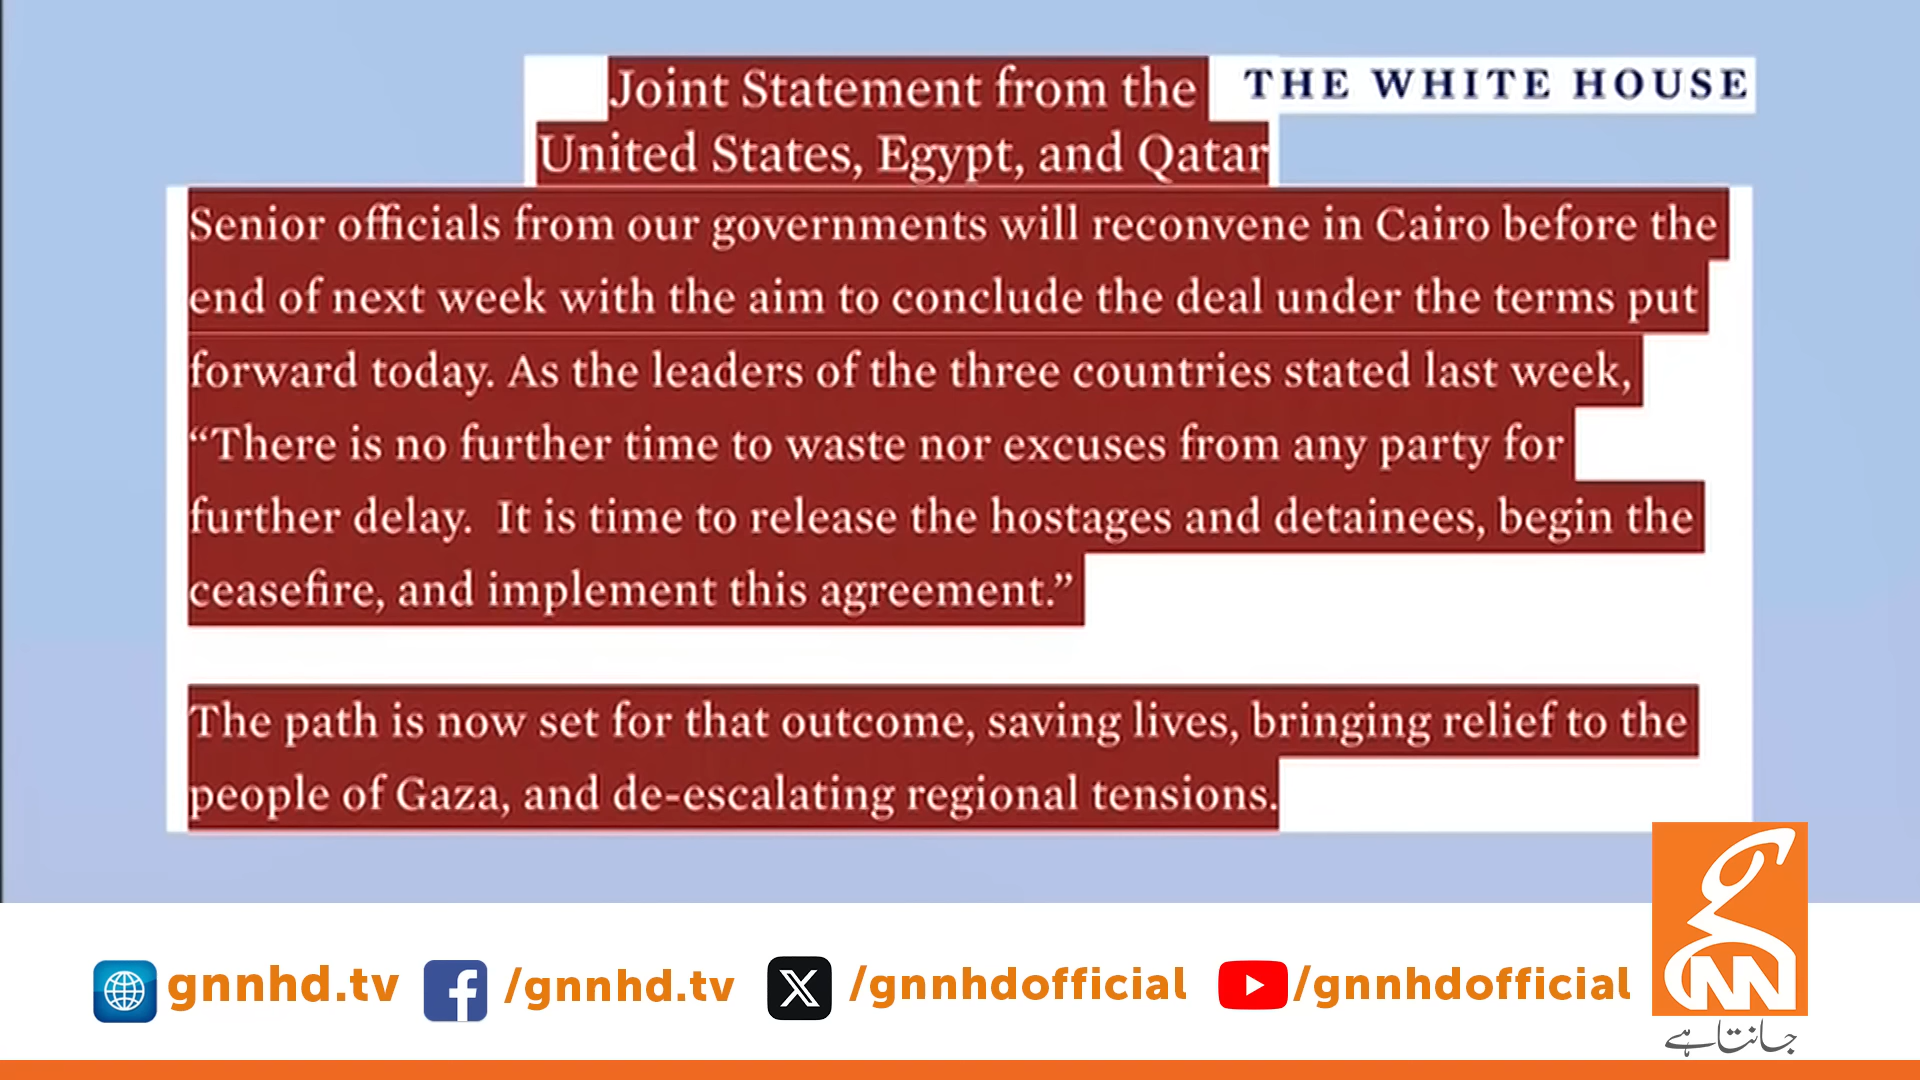 Joint Statement from the
THE WHITE HOUSE
United States, Egypt, and Qatar
Senior officials from our governments will reconvene in Cairo before the
end of next week with the aim to conclude the deal under the terms put
forward today. As the leaders of the three countries stated last week,
“There is no further time to waste nor excuses from any party for
further delay.  It is time to release the hostages and detainees, begin the
ceasefire, and implement this agreement.”
The path is now set for that outcome, saving lives, bringing relief to the
people of Gaza, and de-escalating regional tensions.
gnnhd.tv /gnnhd.tv /gnnhdofficial /gnnhdofficial
GNN
جانتا ہے